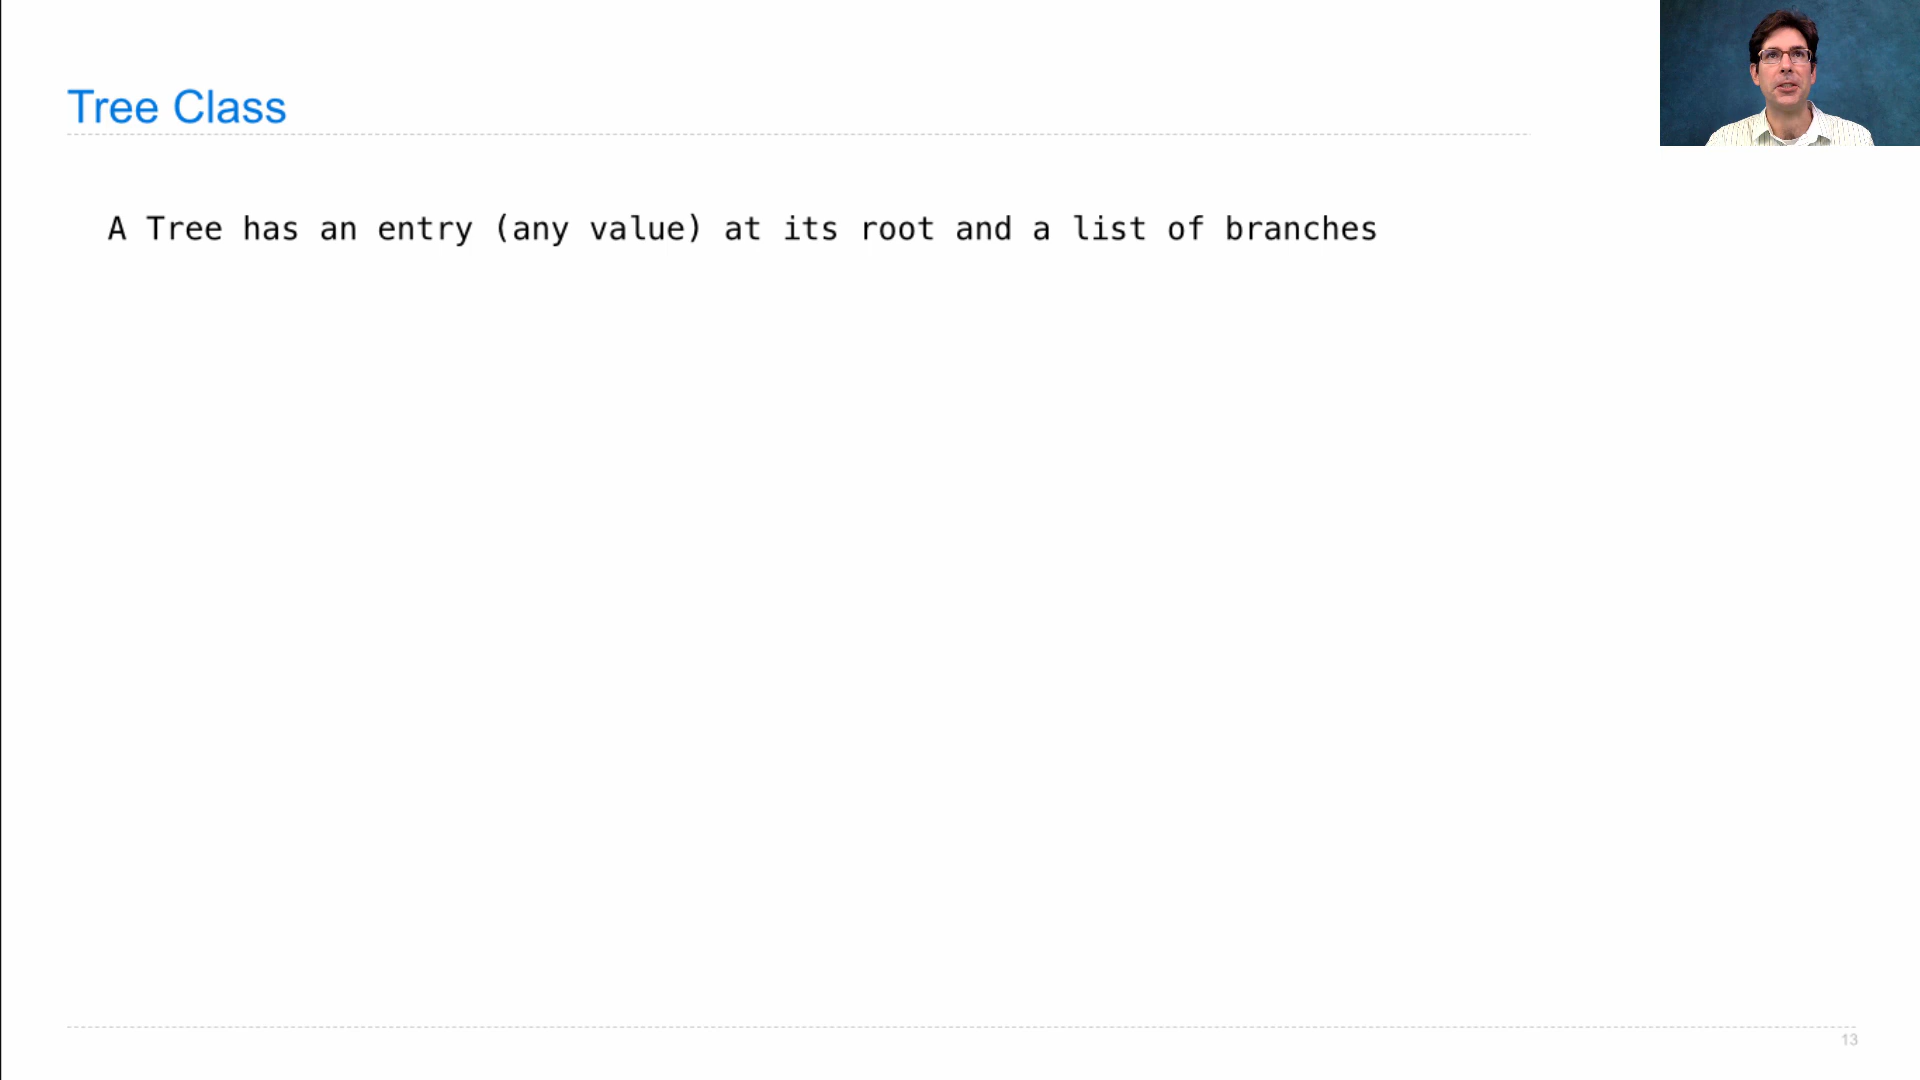 Tree Class
A Tree has an entry (any value) at its root and a list of branches
13